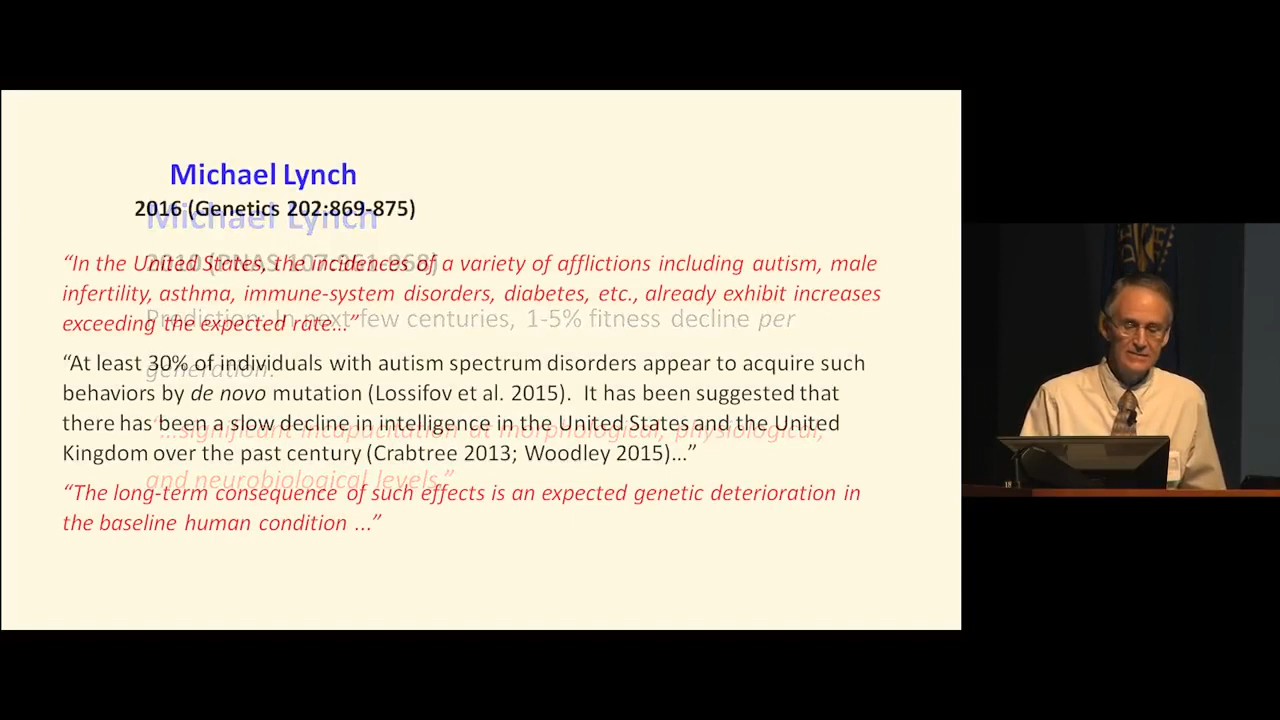 Michael Lynch
2016 (Genetics 202:869-875)
Michael Lynch
“In the United States, the incidences of a variety of afflictions including autism, male
infertility, asthma, immune-system disorders, diabetes, etc., already exhibit increases
exceeding the expected rate...”
Prediction: In next few centuries, 1-5% fitness decline per
generation.
“At least 30% of individuals with autism spectrum disorders appear to acquire such
behaviors by de novo mutation (Lossifov et al. 2015). It has been suggested that
there has been a slow decline in intelligence in the United States and the United
Kingdom over the past century (Crabtree 2013; Woodley 2015)...”
“...significant incapacitation at morphological, physiological,
and neurobiological levels.”
“The long-term consequence of such effects is an expected genetic deterioration in
the baseline human condition ...”